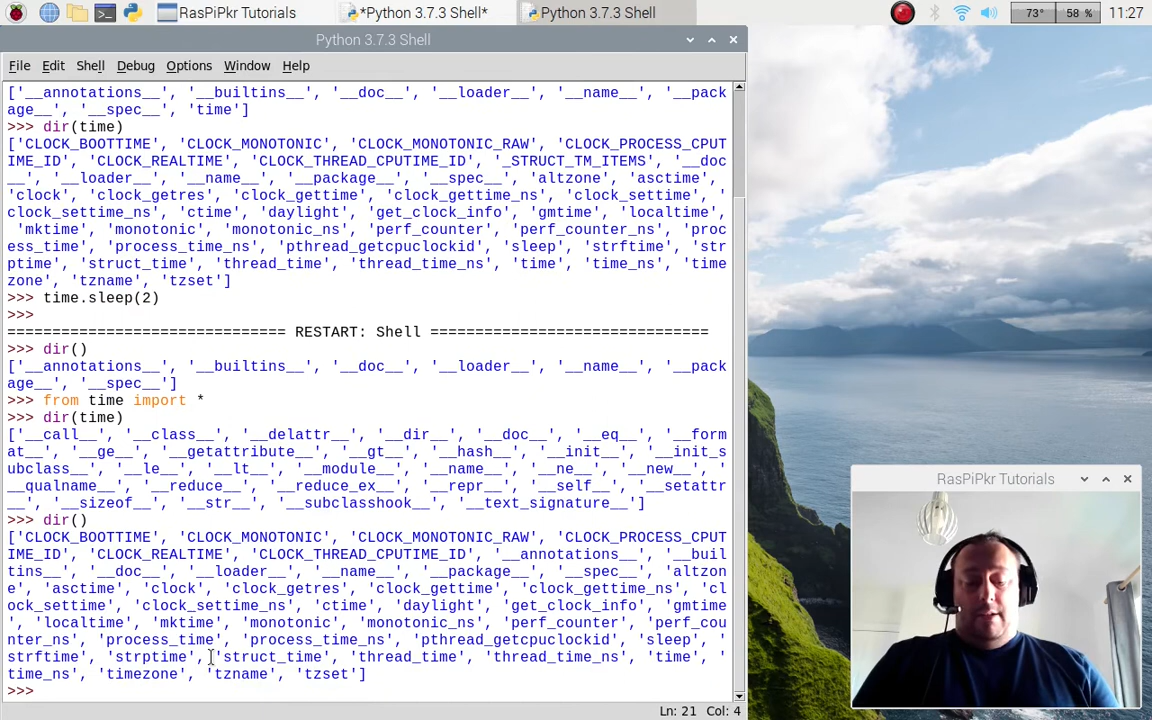 RasPiPkr Tutorials
*Python 3.7.3 Shell*
Python 3.7.3 Shell
73°
58 %
11:27
Python 3.7.3 Shell
File Edit Shell Debug Options Window Help
['__annotations__', '__builtins__', '__doc__', '__loader__', '__name__', '__pack
age__', '__spec__', 'time']
>>> dir(time)
['CLOCK_BOOTTIME', 'CLOCK_MONOTONIC', 'CLOCK_MONOTONIC_RAW', 'CLOCK_PROCESS_CPUT
IME_ID', 'CLOCK_REALTIME', 'CLOCK_THREAD_CPUTIME_ID', '_STRUCT_TM_ITEMS', '__doc
__', '__loader__', '__name__', '__package__', '__spec__', 'altzone', 'asctime',
'clock', 'clock_getres', 'clock_gettime', 'clock_gettime_ns', 'clock_settime', '
clock_settime_ns', 'ctime', 'daylight', 'get_clock_info', 'gmtime', 'localtime',
'mktime', 'monotonic', 'monotonic_ns', 'perf_counter', 'perf_counter_ns', 'proc
ess_time', 'process_time_ns', 'pthread_getcpuclockid', 'sleep', 'strftime', 'str
ptime', 'struct_time', 'thread_time', 'thread_time_ns', 'time', 'time_ns', 'time
zone', 'tzname', 'tzset']
>>> time.sleep(2)
>>>
=============================== RESTART: Shell ===============================
>>> dir()
['__annotations__', '__builtins__', '__doc__', '__loader__', '__name__', '__pack
age__', '__spec__']
>>> from time import *
>>> dir(time)
['__call__', '__class__', '__delattr__', '__dir__', '__doc__', '__eq__', '__form
at__', '__ge__', '__getattribute__', '__gt__', '__hash__', '__init__', '__init_s
ubclass__', '__le__', '__lt__', '__module__', '__name__', '__ne__', '__new__', '
__qualname__', '__reduce__', '__reduce_ex__', '__repr__', '__self__', '__setattr
__', '__sizeof__', '__str__', '__subclasshook__', '__text_signature__']
>>> dir()
['CLOCK_BOOTTIME', 'CLOCK_MONOTONIC', 'CLOCK_MONOTONIC_RAW', 'CLOCK_PROCESS_CPUT
IME_ID', 'CLOCK_REALTIME', 'CLOCK_THREAD_CPUTIME_ID', '__annotations__', '__buil
tins__', '__doc__', '__loader__', '__name__', '__package__', '__spec__', 'altzon
e', 'asctime', 'clock', 'clock_getres', 'clock_gettime', 'clock_gettime_ns', 'cl
ock_settime', 'clock_settime_ns', 'ctime', 'daylight', 'get_clock_info', 'gmtime
', 'localtime', 'mktime', 'monotonic', 'monotonic_ns', 'perf_counter', 'perf_cou
nter_ns', 'process_time', 'process_time_ns', 'pthread_getcpuclockid', 'sleep', '
strftime', 'strptime', 'struct_time', 'thread_time', 'thread_time_ns', 'time', '
time_ns', 'timezone', 'tzname', 'tzset']
>>>
Ln: 21 Col: 4
RasPiPkr Tutorials